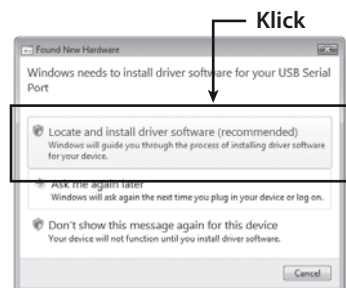 Klick
Found New Hardware
Windows needs to install driver software for your USB Serial
Port
Locate and install driver software (recommended)
Windows will guide you through the process of installing driver software
for your device.
Ask me again later
Windows will ask again the next time you plug in your device or log on.
Don't show this message again for this device
Your device will not function until you install driver software.
Cancel